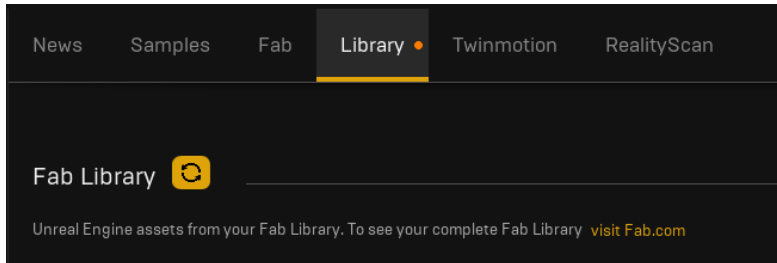 News Samples Fab Library Twinmotion RealityScan
Fab Library
Unreal Engine assets from your Fab Library. To see your complete Fab Library visit Fab.com